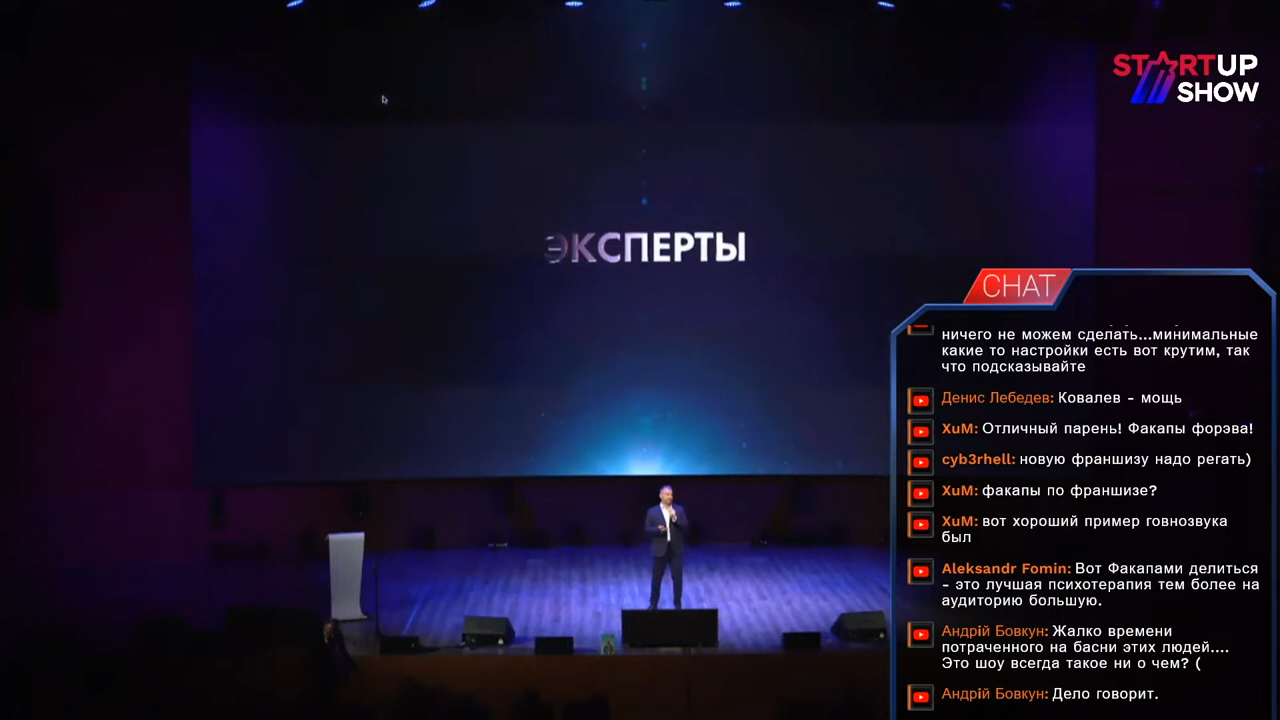 STARTUP
SHOW
ЭКСПЕРТЫ
CHAT
ничего не можем сделать...минимальные
какие то настройки есть вот крутим, так
что подсказывайте
Денис Лебедев: Ковалев - мощь
XuM: Отличный парень! Факапы форэва!
cyb3rhell: новую франшизу надо регать)
XuM: факапы по франшизе?
XuM: вот хороший пример говнозвука
был
Aleksandr Fomin: Вот Факапами делиться
- это лучшая психотерапия тем более на
аудиторию большую.
Андрій Бовкун: Жалко времени
потраченного на басни этих людей....
Это шоу всегда такое ни о чем? (
Андрій Бовкун: Дело говорит.